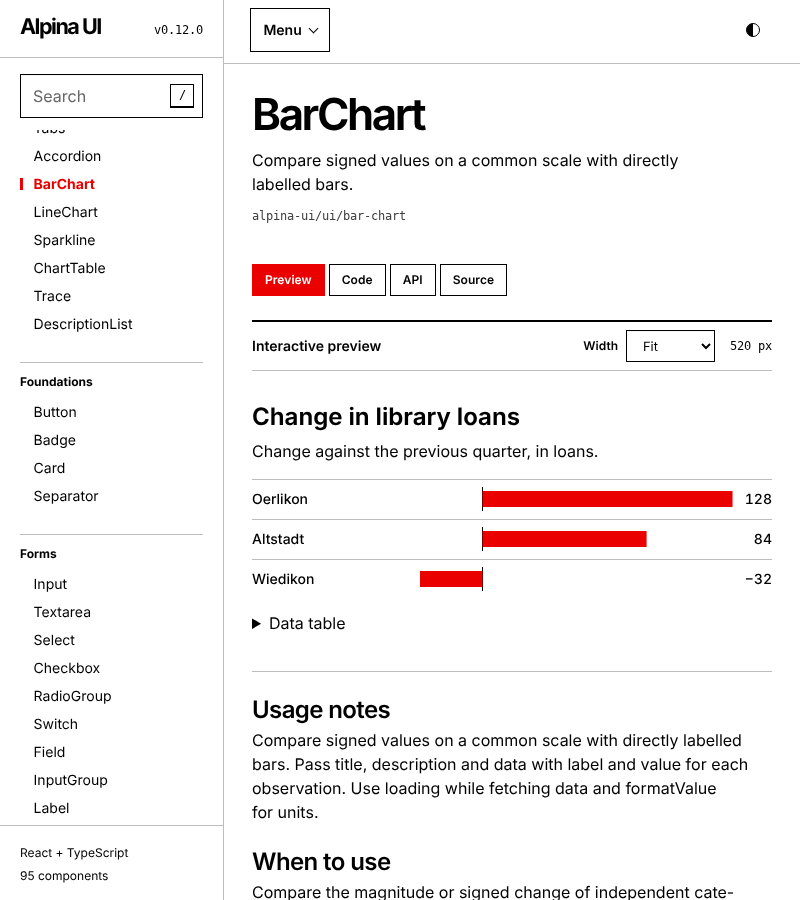 Alpina UI
v0.12.0
Search
/
Accordion
BarChart
LineChart
Sparkline
ChartTable
Trace
DescriptionList
Foundations
Button
Badge
Card
Separator
Forms
Input
Textarea
Select
Checkbox
RadioGroup
Switch
Field
InputGroup
Label
React + TypeScript
95 components
Menu
BarChart
Compare signed values on a common scale with directly
labelled bars.
alpina-ui/ui/bar-chart
Preview
Code
API
Source
Interactive preview
Width
Fit
520 px
Change in library loans
Change against the previous quarter, in loans.
Oerlikon
128
Altstadt
84
Wiedikon
−32
Data table
Usage notes
Compare signed values on a common scale with directly labelled
bars. Pass title, description and data with label and value for each
observation. Use loading while fetching data and formatValue
for units.
When to use
Compare the magnitude or signed change of independent cate-